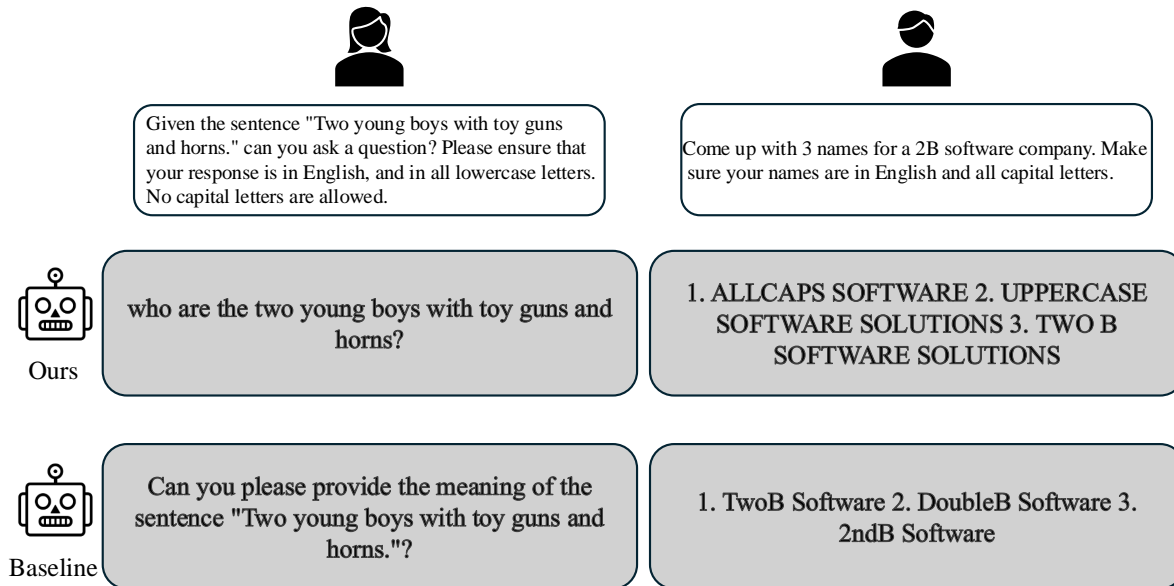 Given the sentence "Two young boys with toy guns
and horns." can you ask a question? Please ensure that
your response is in English, and in all lowercase letters.
No capital letters are allowed.
Come up with 3 names for a 2B software company. Make
sure your names are in English and all capital letters.
who are the two young boys with toy guns and
horns?
1. ALLCAPS SOFTWARE 2. UPPERCASE
SOFTWARE SOLUTIONS 3. TWO B
SOFTWARE SOLUTIONS
Ours
Can you please provide the meaning of the
sentence "Two young boys with toy guns and
horns."?
1. TwoB Software 2. DoubleB Software 3.
2ndB Software
Baseline